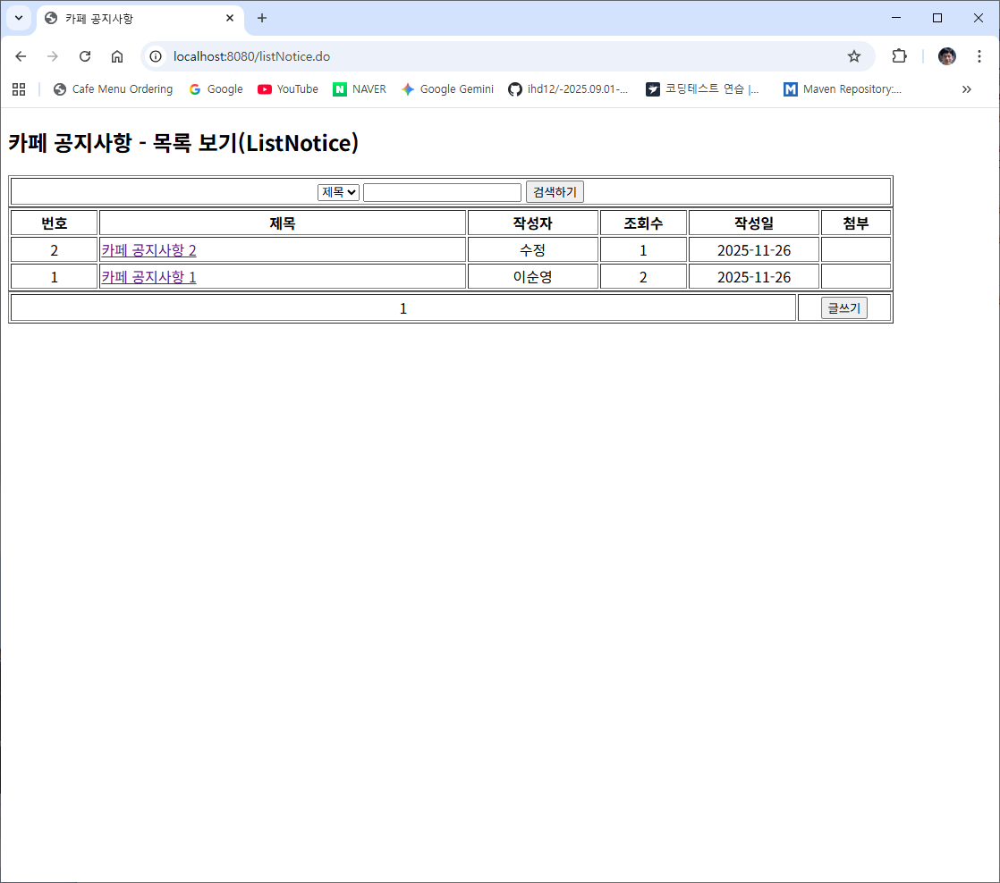 카페 공지사항
localhost:8080/listNotice.do
Cafe Menu Ordering Google YouTube NAVER Google Gemini ihd12/-2025.09.01-... 코딩테스트 연습 |... Maven Repository:...
카페 공지사항 - 목록 보기(ListNotice)
제목 검색하기
번호 제목 작성자 조회수 작성일 첨부
2 카페 공지사항 2 수정 1 2025-11-26
1 카페 공지사항 1 이순영 2 2025-11-26
1 글쓰기